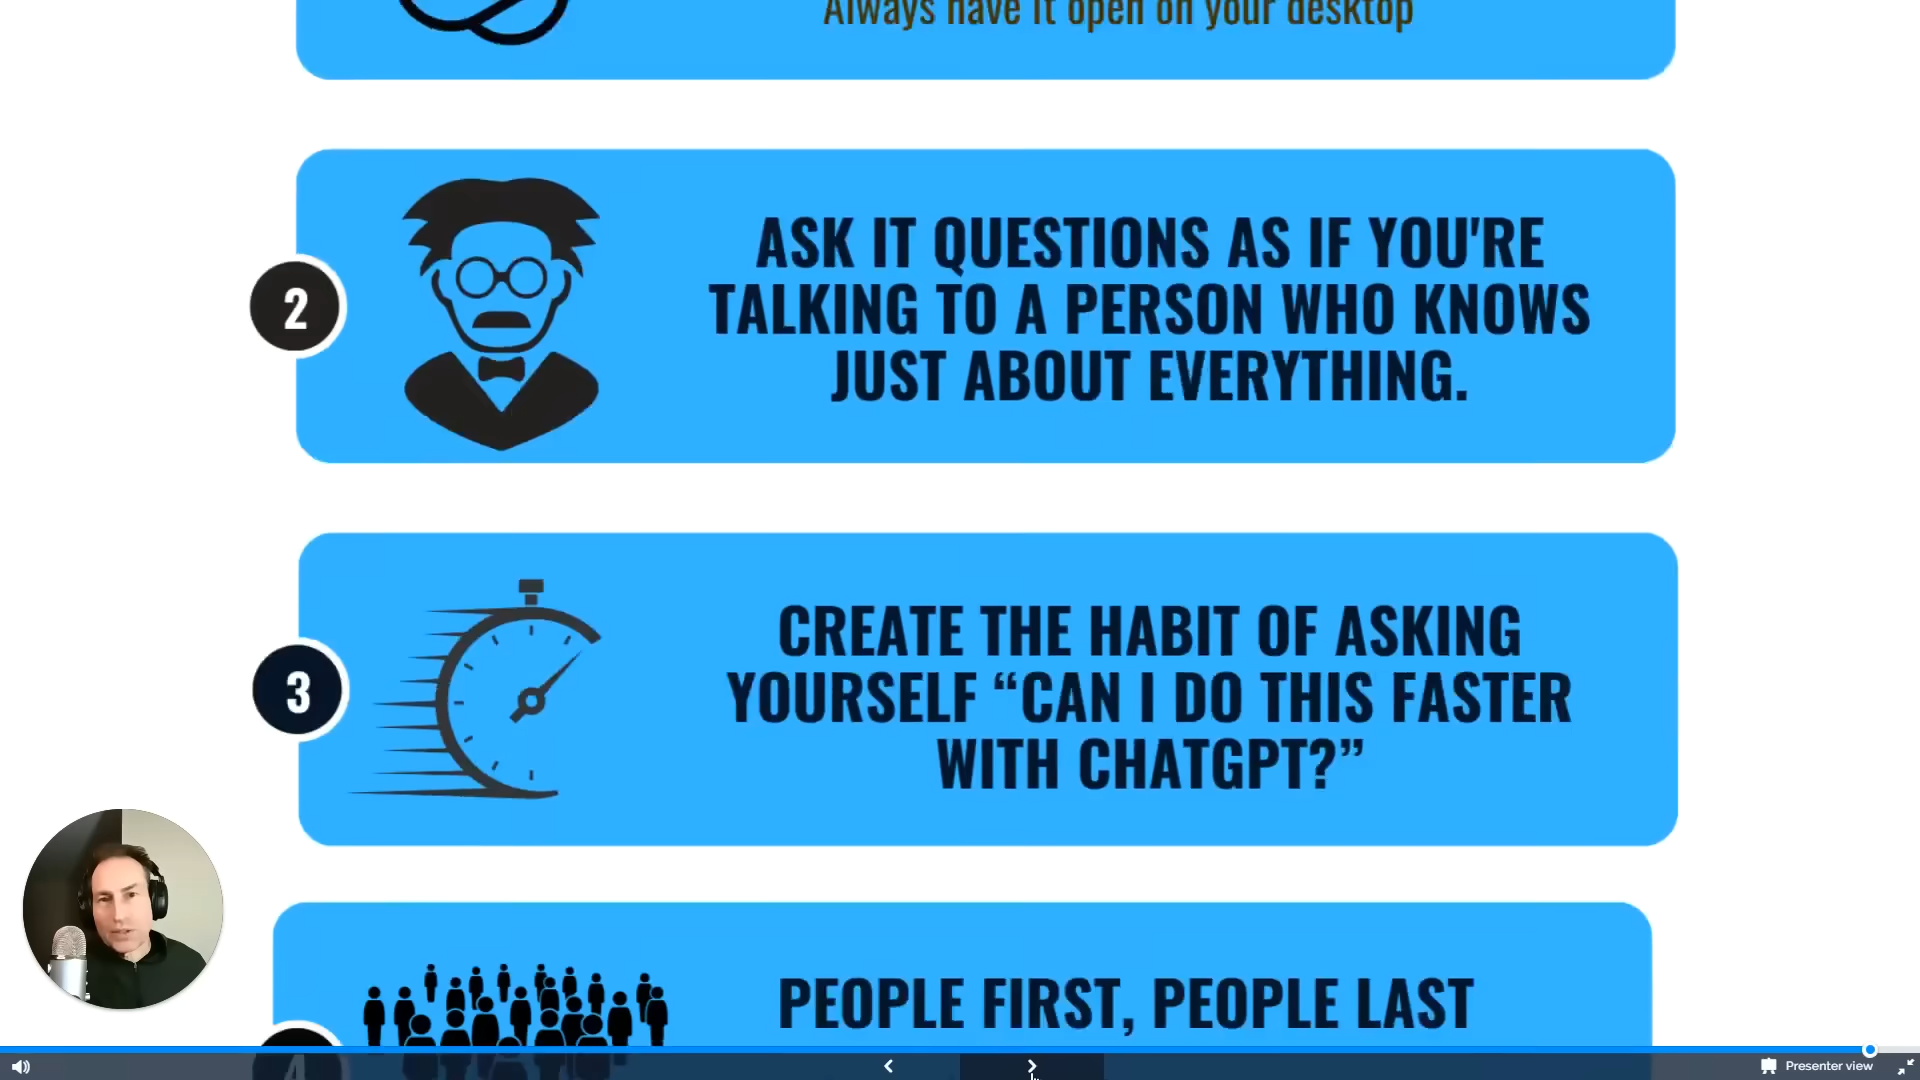 Always have it open on your desktop
2
ASK IT QUESTIONS AS IF YOU'RE
TALKING TO A PERSON WHO KNOWS
JUST ABOUT EVERYTHING.
3
CREATE THE HABIT OF ASKING
YOURSELF “CAN I DO THIS FASTER
WITH CHATGPT?”
4
PEOPLE FIRST, PEOPLE LAST
Presenter view